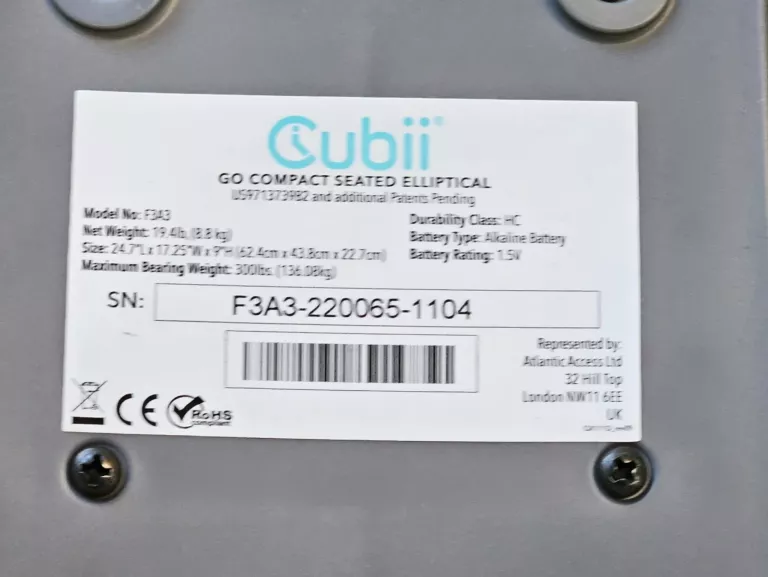 Cubii®
GO COMPACT SEATED ELLIPTICAL
US9713739B2 and additional Patents Pending
Model No: F3A3
Net Weight: 19.4lb, (8.8 kg)
Size: 24.7"L x 17.25"W x 9"H (62.4cm x 43.8cm x 22.7cm)
Maximum Bearing Weight: 300lbs. (136.08kg)
Durability Class: HC
Battery Type: Alkaline Battery
Battery Rating: 1.5V
SN: F3A3-220065-1104
Represented by:
Atlantic Access Ltd
32 Hill Top
London NW11 6EE
UK
CE
RoHS
compliant